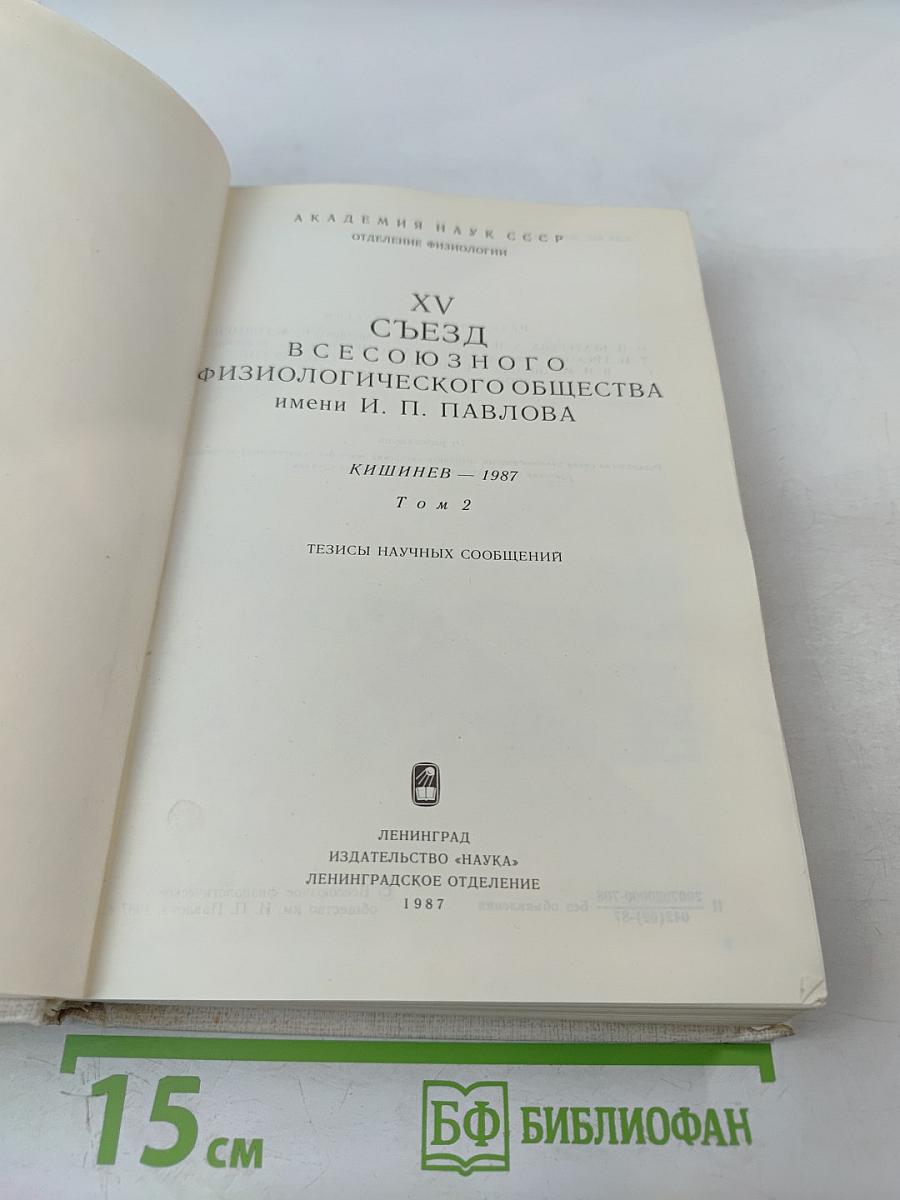 АКАДЕМИЯ НАУК СССР
ОТДЕЛЕНИЕ ФИЗИОЛОГИИ
XV
СЪЕЗД
ВСЕСОЮЗНОГО
ФИЗИОЛОГИЧЕСКОГО ОБЩЕСТВА
имени И. П. ПАВЛОВА
КИШИНЕВ — 1987
Том 2
ТЕЗИСЫ НАУЧНЫХ СООБЩЕНИЙ
ЛЕНИНГРАД
ИЗДАТЕЛЬСТВО «НАУКА»
ЛЕНИНГРАДСКОЕ ОТДЕЛЕНИЕ
1987
15 см
БФ БИБЛИОФАН